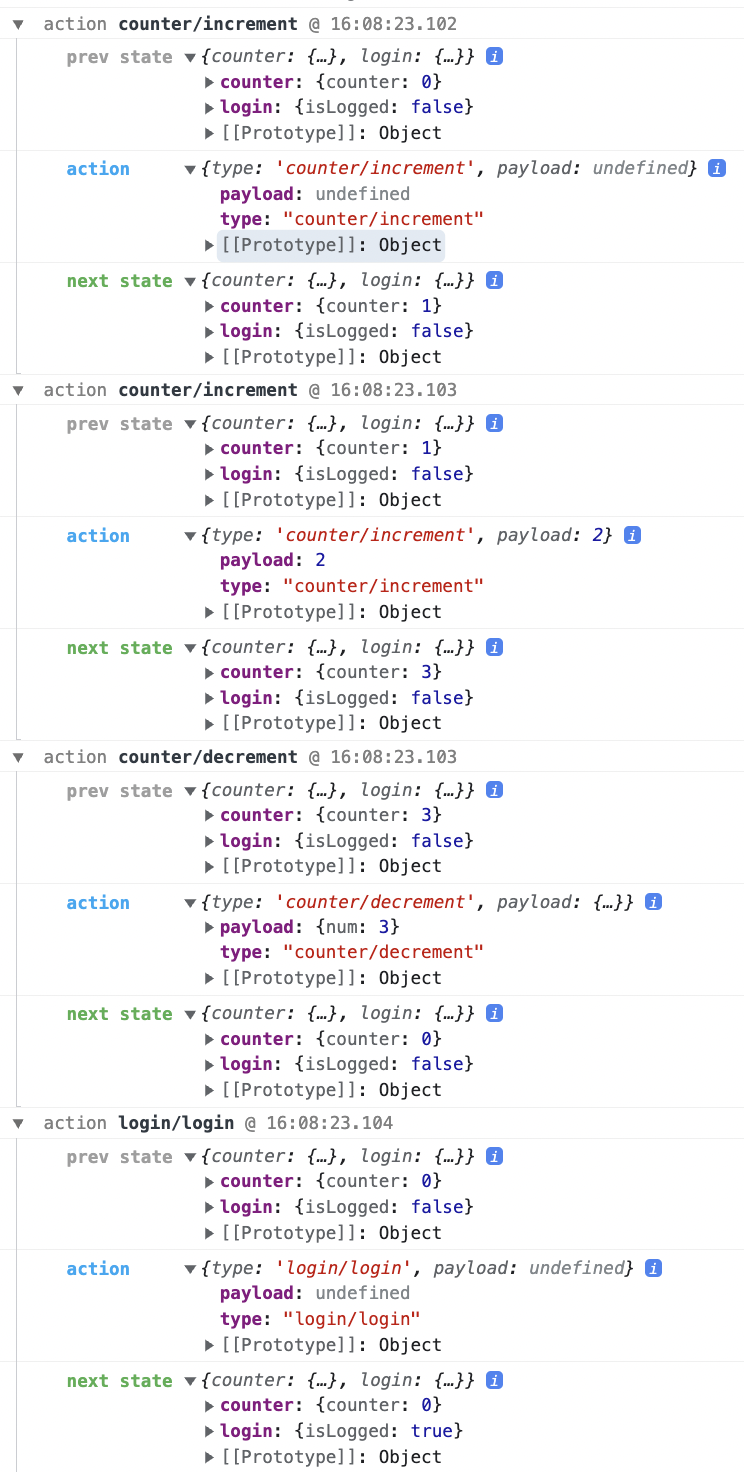 ▼ action counter/increment @ 16:08:23.102
prev state ▼{counter: {…}, login: {…}} i
▶counter: {counter: 0}
▶login: {isLogged: false}
▶[[Prototype]]: Object
action ▼{type: 'counter/increment', payload: undefined} i
payload: undefined
type: "counter/increment"
▶[[Prototype]]: Object
next state ▼{counter: {…}, login: {…}} i
▶counter: {counter: 1}
▶login: {isLogged: false}
▶[[Prototype]]: Object
▼ action counter/increment @ 16:08:23.103
prev state ▼{counter: {…}, login: {…}} i
▶counter: {counter: 1}
▶login: {isLogged: false}
▶[[Prototype]]: Object
action ▼{type: 'counter/increment', payload: 2} i
payload: 2
type: "counter/increment"
▶[[Prototype]]: Object
next state ▼{counter: {…}, login: {…}} i
▶counter: {counter: 3}
▶login: {isLogged: false}
▶[[Prototype]]: Object
▼ action counter/decrement @ 16:08:23.103
prev state ▼{counter: {…}, login: {…}} i
▶counter: {counter: 3}
▶login: {isLogged: false}
▶[[Prototype]]: Object
action ▼{type: 'counter/decrement', payload: {…}} i
▶payload: {num: 3}
type: "counter/decrement"
▶[[Prototype]]: Object
next state ▼{counter: {…}, login: {…}} i
▶counter: {counter: 0}
▶login: {isLogged: false}
▶[[Prototype]]: Object
▼ action login/login @ 16:08:23.104
prev state ▼{counter: {…}, login: {…}} i
▶counter: {counter: 0}
▶login: {isLogged: false}
▶[[Prototype]]: Object
action ▼{type: 'login/login', payload: undefined} i
payload: undefined
type: "login/login"
▶[[Prototype]]: Object
next state ▼{counter: {…}, login: {…}} i
▶counter: {counter: 0}
▶login: {isLogged: true}
▶[[Prototype]]: Object